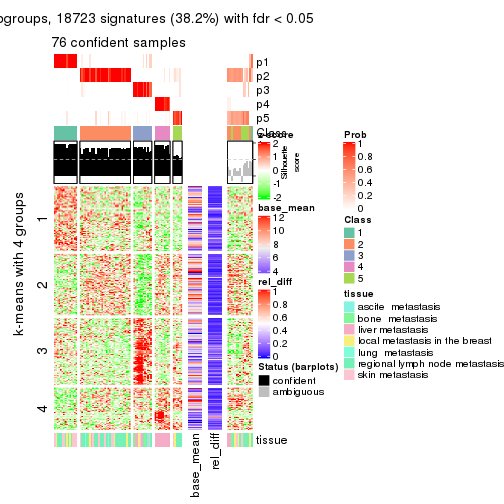 ogroups, 18723 signatures (38.2%) with fdr < 0.05
76 confident samples
p1
p2
p3
p4
p5
Class
z-score
2
1
0
-1
-2
Silhouette
score
base_mean
12
10
8
6
4
rel_diff
1
0.8
0.6
0.4
0.2
0
Status (barplots)
confident
ambiguous
Prob
1
0.8
0.6
0.4
0.2
0
Class
1
2
3
4
5
tissue
ascite metastasis
bone metastasis
liver metastasis
local metastasis in the breast
lung metastasis
regional lymph node metastasis
skin metastasis
k-means with 4 groups
1
2
3
4
tissue
base_mean
rel_diff